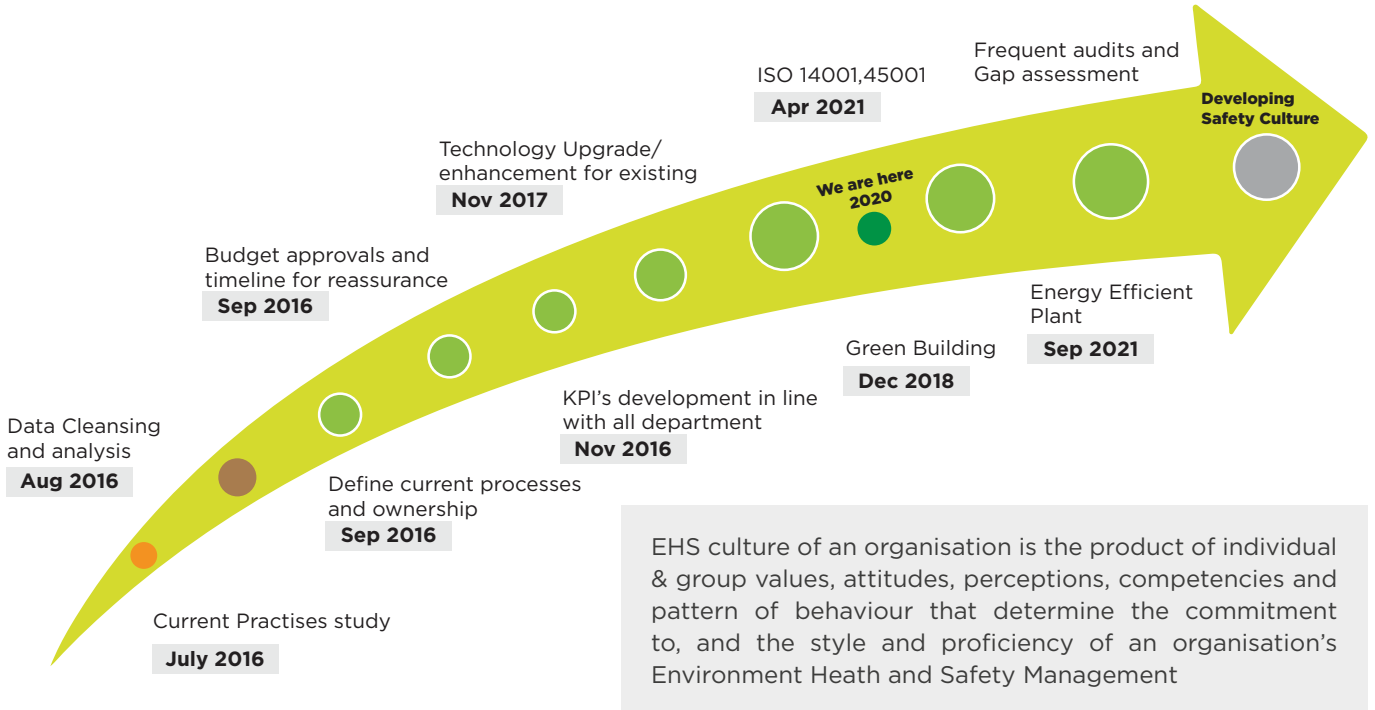 Frequent audits and
Gap assessment
ISO 14001,45001
Apr 2021
Developing
Safety Culture
Technology Upgrade/
enhancement for existing
Nov 2017
We are here
2020
Budget approvals and
timeline for reassurance
Sep 2016
Energy Efficient
Plant
Sep 2021
Green Building
Dec 2018
KPI's development in line
with all department
Nov 2016
Data Cleansing
and analysis
Aug 2016
Define current processes
and ownership
Sep 2016
Current Practises study
July 2016
EHS culture of an organisation is the product of individual
& group values, attitudes, perceptions, competencies and
pattern of behaviour that determine the commitment
to, and the style and proficiency of an organisation's
Environment Heath and Safety Management